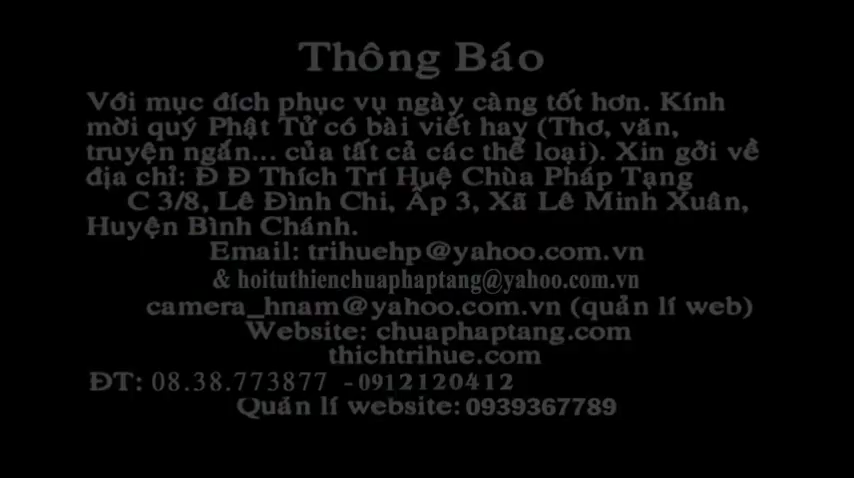 Thông Báo
Với mục đích phục vụ ngày càng tốt hơn. Kính
mời quý Phật Tử có bài viết hay (Thơ, văn,
truyện ngắn... của tất cả các thể loại). Xin gởi về
địa chỉ: Đ Đ Thích Trí Huệ Chùa Pháp Tạng
C 3/8, Lê Đình Chi, Ấp 3, Xã Lê Minh Xuân,
Huyện Bình Chánh.
Email: trihuehp@yahoo.com.vn
& hoituthienchuaphaptang@yahoo.com.vn
camera_hnam@yahoo.com.vn (quản lí web)
Website: chuaphaptang.com
thichtrihue.com
ĐT: 08.38.773877 - 0912120412
Quản lí website: 0939367789